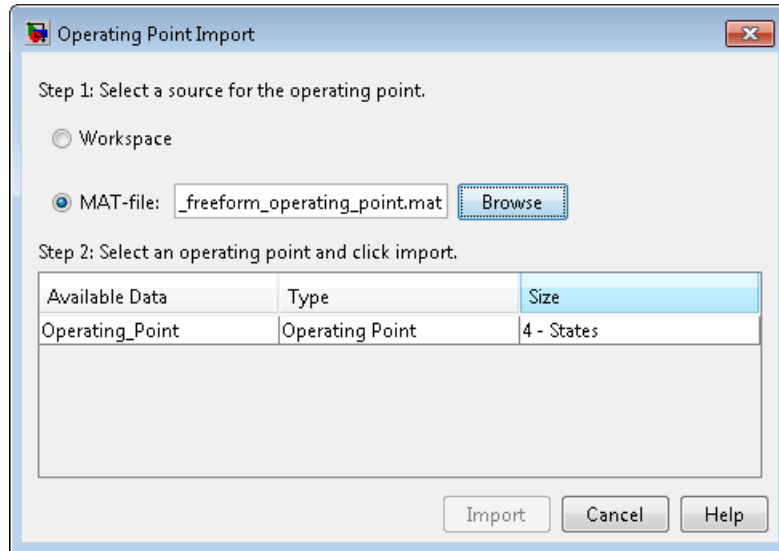 Operating Point Import
Step 1: Select a source for the operating point.
Workspace
MAT-file: _freeform_operating_point.mat Browse
Step 2: Select an operating point and click import.
Available Data Type Size
Operating_Point Operating Point 4 - States
Import Cancel Help